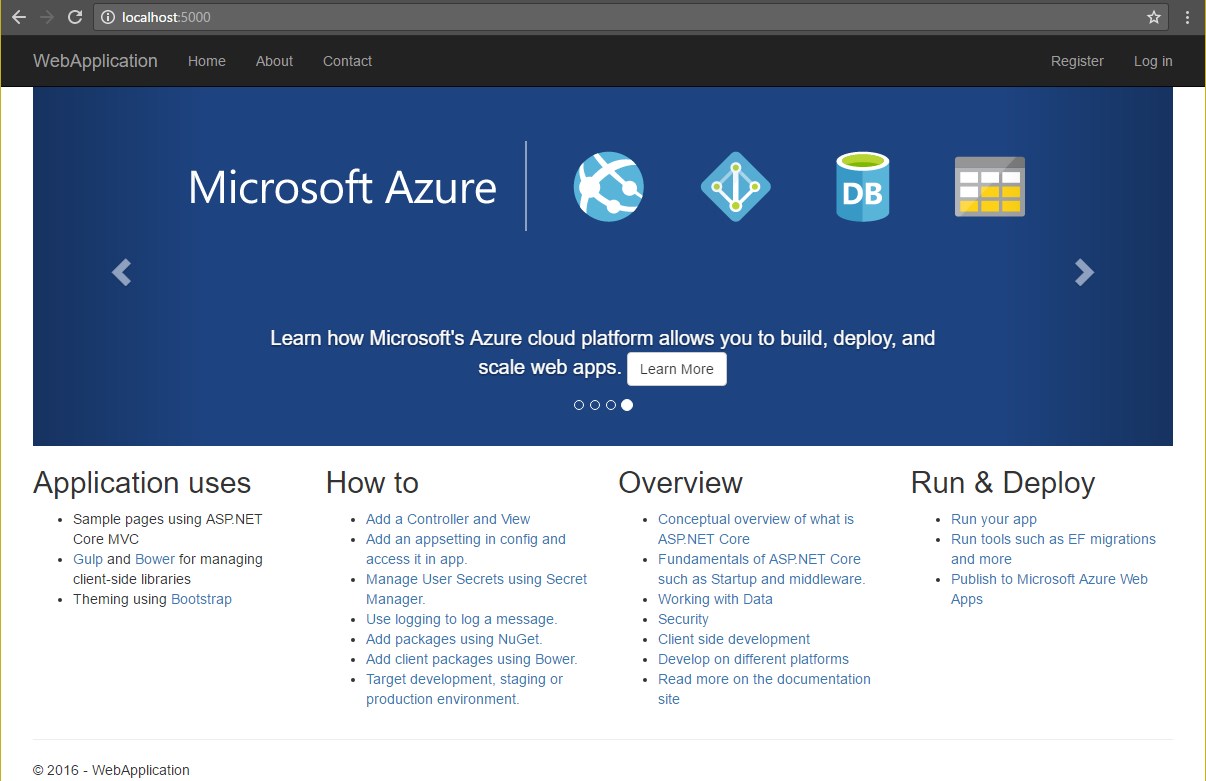 localhost:5000
WebApplication Home About Contact Register Log in
Microsoft Azure
DB
Learn how Microsoft's Azure cloud platform allows you to build, deploy, and
scale web apps. Learn More
Application uses
Sample pages using ASP.NET
Core MVC
Gulp and Bower for managing
client-side libraries
Theming using Bootstrap
How to
Add a Controller and View
Add an appsetting in config and
access it in app.
Manage User Secrets using Secret
Manager.
Use logging to log a message.
Add packages using NuGet.
Add client packages using Bower.
Target development, staging or
production environment.
Overview
Conceptual overview of what is
ASP.NET Core
Fundamentals of ASP.NET Core
such as Startup and middleware.
Working with Data
Security
Client side development
Develop on different platforms
Read more on the documentation
site
Run & Deploy
Run your app
Run tools such as EF migrations
and more
Publish to Microsoft Azure Web
Apps
© 2016 - WebApplication